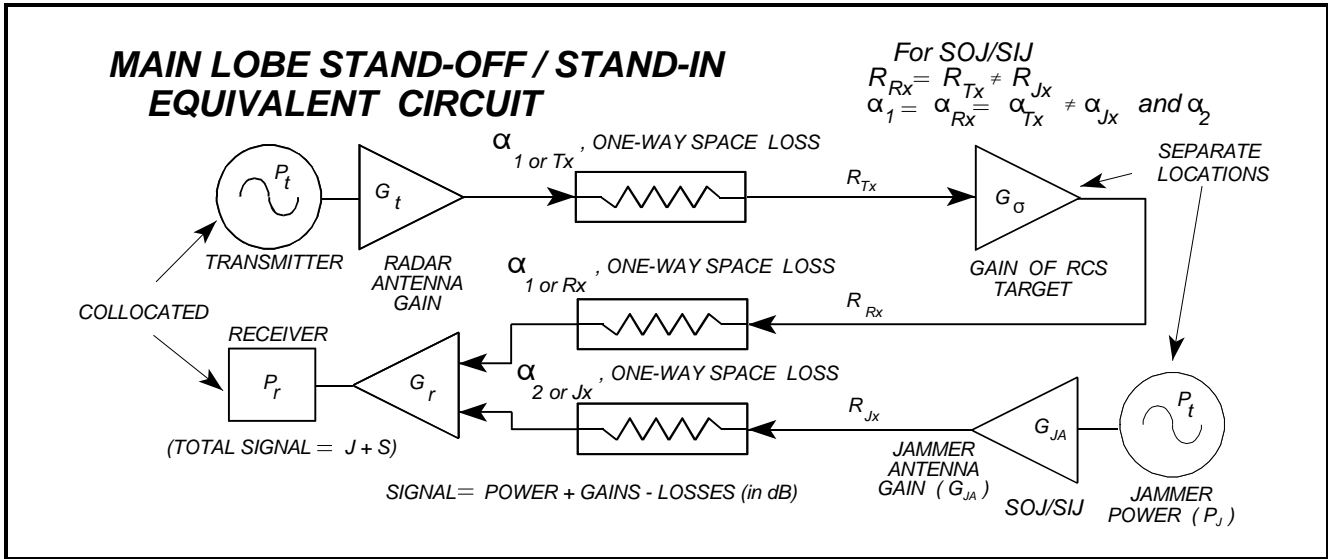 MAIN LOBE STAND-OFF / STAND-IN
EQUIVALENT CIRCUIT
For SOJ/SIJ
R_Rx = R_Tx ≠ R_Jx
α_1 = α_Rx = α_Tx ≠ α_Jx and α_2
α_1 or Tx , ONE-WAY SPACE LOSS
SEPARATE
LOCATIONS
P_t
G_t
R_Tx
G_σ
TRANSMITTER
RADAR
ANTENNA
GAIN
α_1 or Rx , ONE-WAY SPACE LOSS
GAIN OF RCS
TARGET
COLLOCATED
R_Rx
RECEIVER
P_r
G_r
α_2 or Jx , ONE-WAY SPACE LOSS
R_Jx
G_JA
P_t
(TOTAL SIGNAL = J + S)
JAMMER
ANTENNA
GAIN ( G_JA )
SIGNAL = POWER + GAINS - LOSSES (in dB)
SOJ/SIJ
JAMMER
POWER ( P_J )